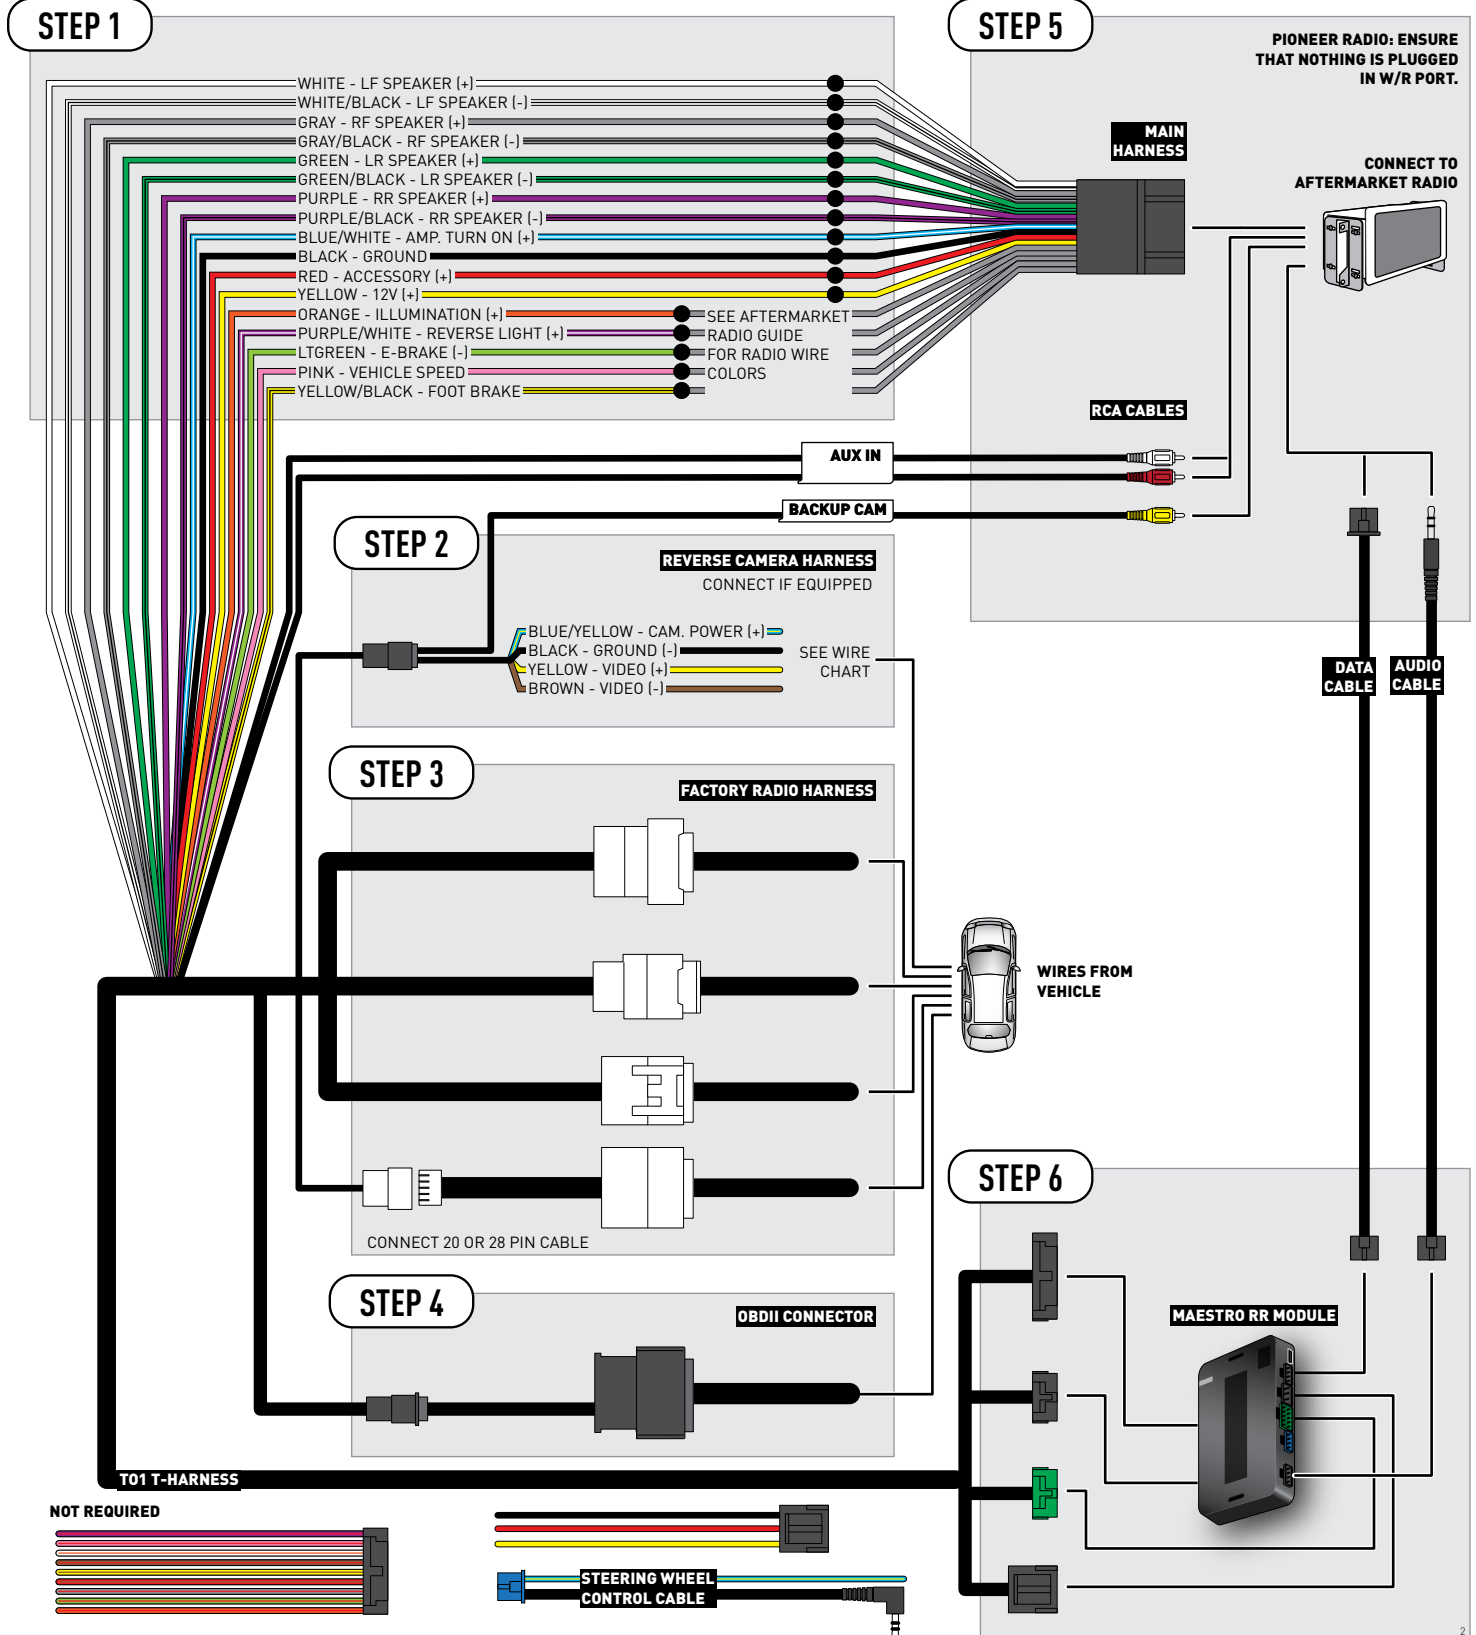 STEP 1
WHITE - LF SPEAKER (+)
WHITE/BLACK - LF SPEAKER (-)
GRAY - RF SPEAKER (+)
GRAY/BLACK - RF SPEAKER (-)
GREEN - LR SPEAKER (+)
GREEN/BLACK - LR SPEAKER (-)
PURPLE - RR SPEAKER (+)
PURPLE/BLACK - RR SPEAKER (-)
BLUE/WHITE - AMP. TURN ON (+)
BLACK - GROUND
RED - ACCESSORY (+)
YELLOW - 12V (+)
ORANGE - ILLUMINATION (+)
PURPLE/WHITE - REVERSE LIGHT (+)
LTGREEN - E-BRAKE (-)
PINK - VEHICLE SPEED
YELLOW/BLACK - FOOT BRAKE
SEE AFTERMARKET
RADIO GUIDE
FOR RADIO WIRE
COLORS
STEP 5
PIONEER RADIO: ENSURE
THAT NOTHING IS PLUGGED
IN W/R PORT.
MAIN
HARNESS
CONNECT TO
AFTERMARKET RADIO
RCA CABLES
AUX IN
BACKUP CAM
STEP 2
REVERSE CAMERA HARNESS
CONNECT IF EQUIPPED
BLUE/YELLOW - CAM. POWER (+)
BLACK - GROUND (-)
YELLOW - VIDEO (+)
BROWN - VIDEO (-)
SEE WIRE
CHART
DATA
CABLE
AUDIO
CABLE
STEP 3
FACTORY RADIO HARNESS
WIRES FROM
VEHICLE
CONNECT 20 OR 28 PIN CABLE
STEP 4
OBDII CONNECTOR
STEP 6
MAESTRO RR MODULE
TO1 T-HARNESS
NOT REQUIRED
STEERING WHEEL
CONTROL CABLE
2